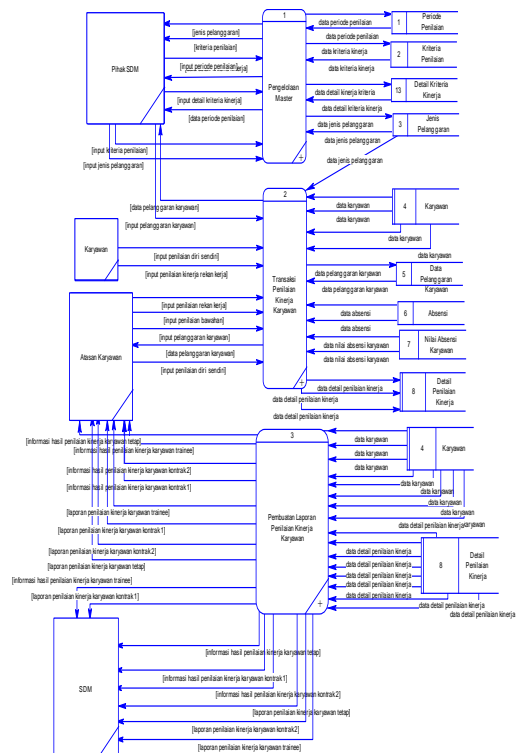 1
Pengelolaan
Master
Pihak SDM
[jenis pelanggaran]
[kriteria penilaian]
[input periode penilaian]
[input detail kriteria kinerja]
[data periode penilaian]
[input kriteria penilaian]
[input jenis pelanggaran]
data periode penilaian
data periode penilaian
data kriteria kinerja
data kriteria kinerja
data detail kinerja kriteria
data detail kriteria kinerja
data jenis pelanggaran
data jenis pelanggaran
1
Periode
Penilaian
2
Kriteria
Penilaian
13
Detail Kriteria
Kinerja
3
Jenis
Pelanggaran
2
Transaksi
Penilaian
Kinerja
Karyawan
[data pelanggaran karyawan]
[input pelanggaran karyawan]
Karyawan
[input penilaian diri sendiri]
[input penilaian kinerja rekan kerja]
Atasan Karyawan
[input penilaian rekan kerja]
[input penilaian bawahan]
[input pelanggaran karyawan]
[data pelanggaran karyawan]
[input penilaian diri sendiri]
data karyawan
data karyawan
data karyawan
data karyawan
4
Karyawan
data pelanggaran karyawan
data pelanggaran karyawan
5
Data
Pelanggaran
Karyawan
data absensi
data absensi
6
Absensi
data nilai absensi karyawan
data nilai absensi karyawan
7
Nilai Absensi
Karyawan
data detail penilaian kinerja
data detail penilaian kinerja
data detail penilaian kinerja
8
Detail
Penilaian
Kinerja
3
Pembuatan Laporan
Penilaian Kinerja
Karyawan
[informasi hasil penilaian kinerja karyawan tetap]
[informasi hasil penilaian kinerja karyawan trainee]
[informasi hasil penilaian kinerja karyawan kontrak2]
[informasi hasil penilaian kinerja karyawan kontrak1]
[laporan penilaian kinerja karyawan trainee]
[laporan penilaian kinerja karyawan kontrak1]
[laporan penilaian kinerja karyawan kontrak2]
[laporan penilaian kinerja karyawan tetap]
[informasi hasil penilaian kinerja karyawan trainee]
[laporan penilaian kinerja karyawan kontrak1]
data karyawan
data karyawan
data karyawan
data karyawan
data karyawan
data karyawan
data karyawan
4
Karyawan
data detail penilaian kinerja
data detail penilaian kinerja
data detail penilaian kinerja
data detail penilaian kinerja
data detail penilaian kinerja
data detail penilaian kinerja
data detail penilaian kinerja
data detail penilaian kinerja
8
Detail
Penilaian
Kinerja
SDM
[informasi hasil penilaian kinerja karyawan tetap]
[informasi hasil penilaian kinerja karyawan kontrak1]
[informasi hasil penilaian kinerja karyawan kontrak2]
[laporan penilaian kinerja karyawan tetap]
[laporan penilaian kinerja karyawan kontrak2]
[laporan penilaian kinerja karyawan trainee]